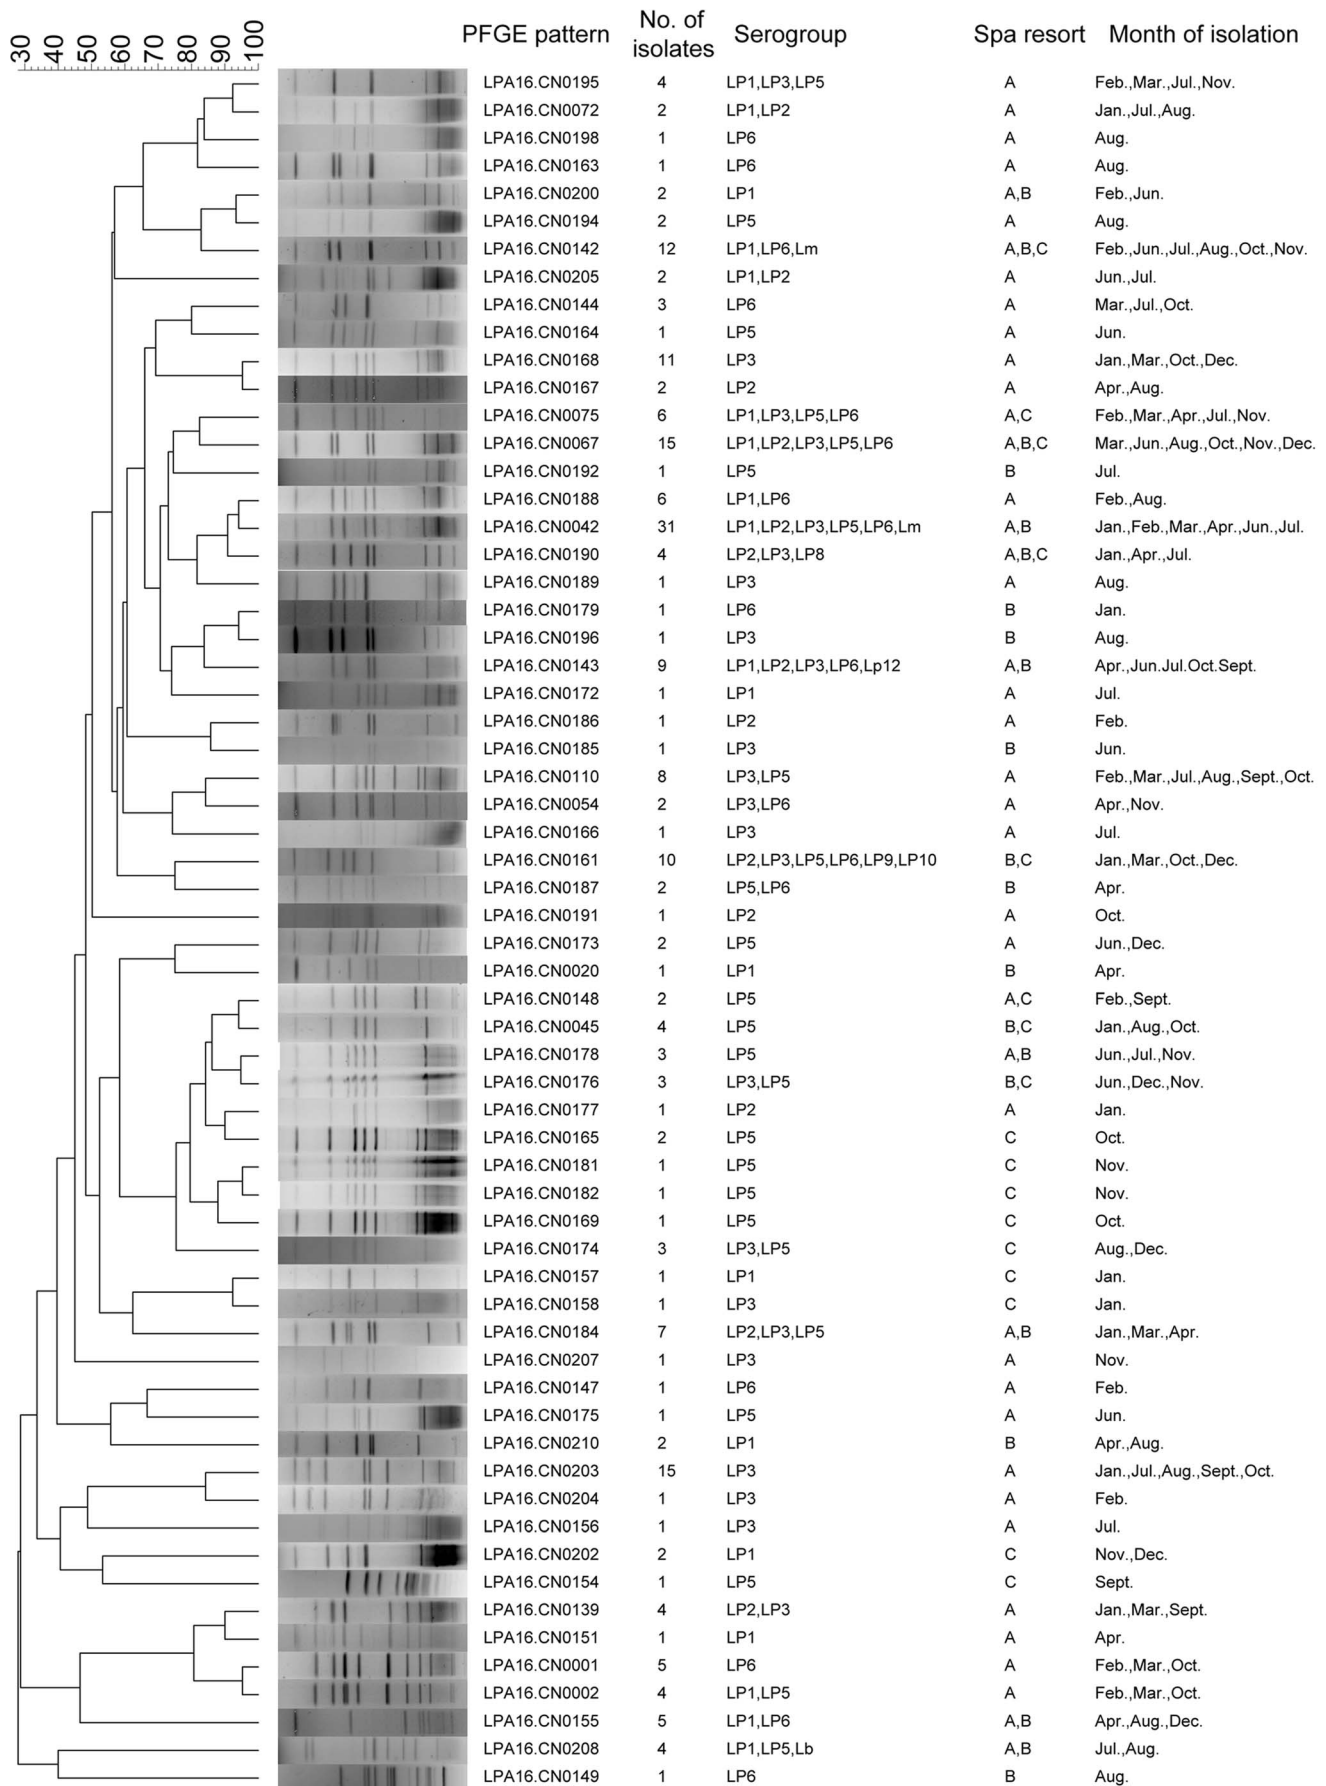 30 40 50 60 70 80 90 100
PFGE pattern No. of isolates Serogroup Spa resort Month of isolation
LPA16.CN0195 4 LP1,LP3,LP5 A Feb.,Mar.,Jul.,Nov.
LPA16.CN0072 2 LP1,LP2 A Jan.,Jul.,Aug.
LPA16.CN0198 1 LP6 A Aug.
LPA16.CN0163 1 LP6 A Aug.
LPA16.CN0200 2 LP1 A,B Feb.,Jun.
LPA16.CN0194 2 LP5 A Aug.
LPA16.CN0142 12 LP1,LP6,Lm A,B,C Feb.,Jun.,Jul.,Aug.,Oct.,Nov.
LPA16.CN0205 2 LP1,LP2 A Jun.,Jul.
LPA16.CN0144 3 LP6 A Mar.,Jul.,Oct.
LPA16.CN0164 1 LP5 A Jun.
LPA16.CN0168 11 LP3 A Jan.,Mar.,Oct.,Dec.
LPA16.CN0167 2 LP2 A Apr.,Aug.
LPA16.CN0075 6 LP1,LP3,LP5,LP6 A,C Feb.,Mar.,Apr.,Jul.,Nov.
LPA16.CN0067 15 LP1,LP2,LP3,LP5,LP6 A,B,C Mar.,Jun.,Aug.,Oct.,Nov.,Dec.
LPA16.CN0192 1 LP5 B Jul.
LPA16.CN0188 6 LP1,LP6 A Feb.,Aug.
LPA16.CN0042 31 LP1,LP2,LP3,LP5,LP6,Lm A,B Jan.,Feb.,Mar.,Apr.,Jun.,Jul.
LPA16.CN0190 4 LP2,LP3,LP8 A,B,C Jan.,Apr.,Jul.
LPA16.CN0189 1 LP3 A Aug.
LPA16.CN0179 1 LP6 B Jan.
LPA16.CN0196 1 LP3 B Aug.
LPA16.CN0143 9 LP1,LP2,LP3,LP6,Lp12 A,B Apr.,Jun.Jul.Oct.Sept.
LPA16.CN0172 1 LP1 A Jul.
LPA16.CN0186 1 LP2 A Feb.
LPA16.CN0185 1 LP3 B Jun.
LPA16.CN0110 8 LP3,LP5 A Feb.,Mar.,Jul.,Aug.,Sept.,Oct.
LPA16.CN0054 2 LP3,LP6 A Apr.,Nov.
LPA16.CN0166 1 LP3 A Jul.
LPA16.CN0161 10 LP2,LP3,LP5,LP6,LP9,LP10 B,C Jan.,Mar.,Oct.,Dec.
LPA16.CN0187 2 LP5,LP6 B Apr.
LPA16.CN0191 1 LP2 A Oct.
LPA16.CN0173 2 LP5 A Jun.,Dec.
LPA16.CN0020 1 LP1 B Apr.
LPA16.CN0148 2 LP5 A,C Feb.,Sept.
LPA16.CN0045 4 LP5 B,C Jan.,Aug.,Oct.
LPA16.CN0178 3 LP5 A,B Jun.,Jul.,Nov.
LPA16.CN0176 3 LP3,LP5 B,C Jun.,Dec.,Nov.
LPA16.CN0177 1 LP2 A Jan.
LPA16.CN0165 2 LP5 C Oct.
LPA16.CN0181 1 LP5 C Nov.
LPA16.CN0182 1 LP5 C Nov.
LPA16.CN0169 1 LP5 C Oct.
LPA16.CN0174 3 LP3,LP5 C Aug.,Dec.
LPA16.CN0157 1 LP1 C Jan.
LPA16.CN0158 1 LP3 C Jan.
LPA16.CN0184 7 LP2,LP3,LP5 A,B Jan.,Mar.,Apr.
LPA16.CN0207 1 LP3 A Nov.
LPA16.CN0147 1 LP6 A Feb.
LPA16.CN0175 1 LP5 A Jun.
LPA16.CN0210 2 LP1 B Apr.,Aug.
LPA16.CN0203 15 LP3 A Jan.,Jul.,Aug.,Sept.,Oct.
LPA16.CN0204 1 LP3 A Feb.
LPA16.CN0156 1 LP3 A Jul.
LPA16.CN0202 2 LP1 C Nov.,Dec.
LPA16.CN0154 1 LP5 C Sept.
LPA16.CN0139 4 LP2,LP3 A Jan.,Mar.,Sept.
LPA16.CN0151 1 LP1 A Apr.
LPA16.CN0001 5 LP6 A Feb.,Mar.,Oct.
LPA16.CN0002 4 LP1,LP5 A Feb.,Mar.,Oct.
LPA16.CN0155 5 LP1,LP6 A,B Apr.,Aug.,Dec.
LPA16.CN0208 4 LP1,LP5,Lb A,B Jul.,Aug.
LPA16.CN0149 1 LP6 B Aug.